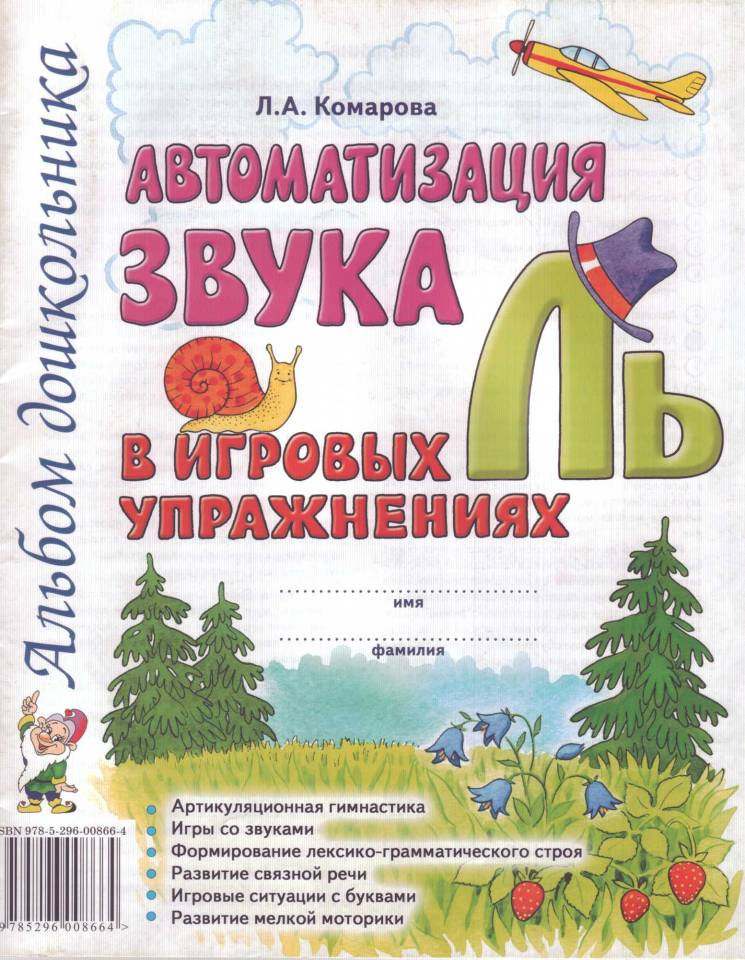 Альбом дошкольника
Л.А. Комарова
АВТОМАТИЗАЦИЯ
ЗВУКА
ЛЬ
В ИГРОВЫХ
УПРАЖНЕНИЯХ
имя
фамилия
Артикуляционная гимнастика
Игры со звуками
Формирование лексико-грамматического строя
Развитие связной речи
Игровые ситуации с буквами
Развитие мелкой моторики
ISBN 978-5-296-00866-4
9785296008664>